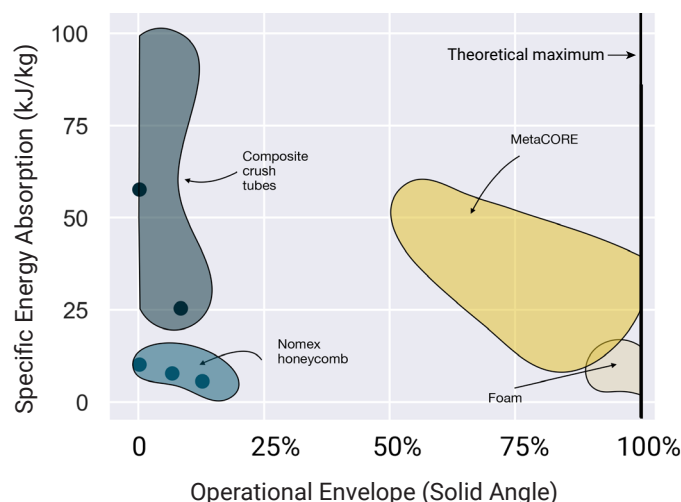 Specific Energy Absorption (kJ/kg)
100
75
50
25
0
Theoretical maximum
MetaCORE
Composite
crush
tubes
Nomex
honeycomb
Foam
0
25%
50%
75%
100%
Operational Envelope (Solid Angle)